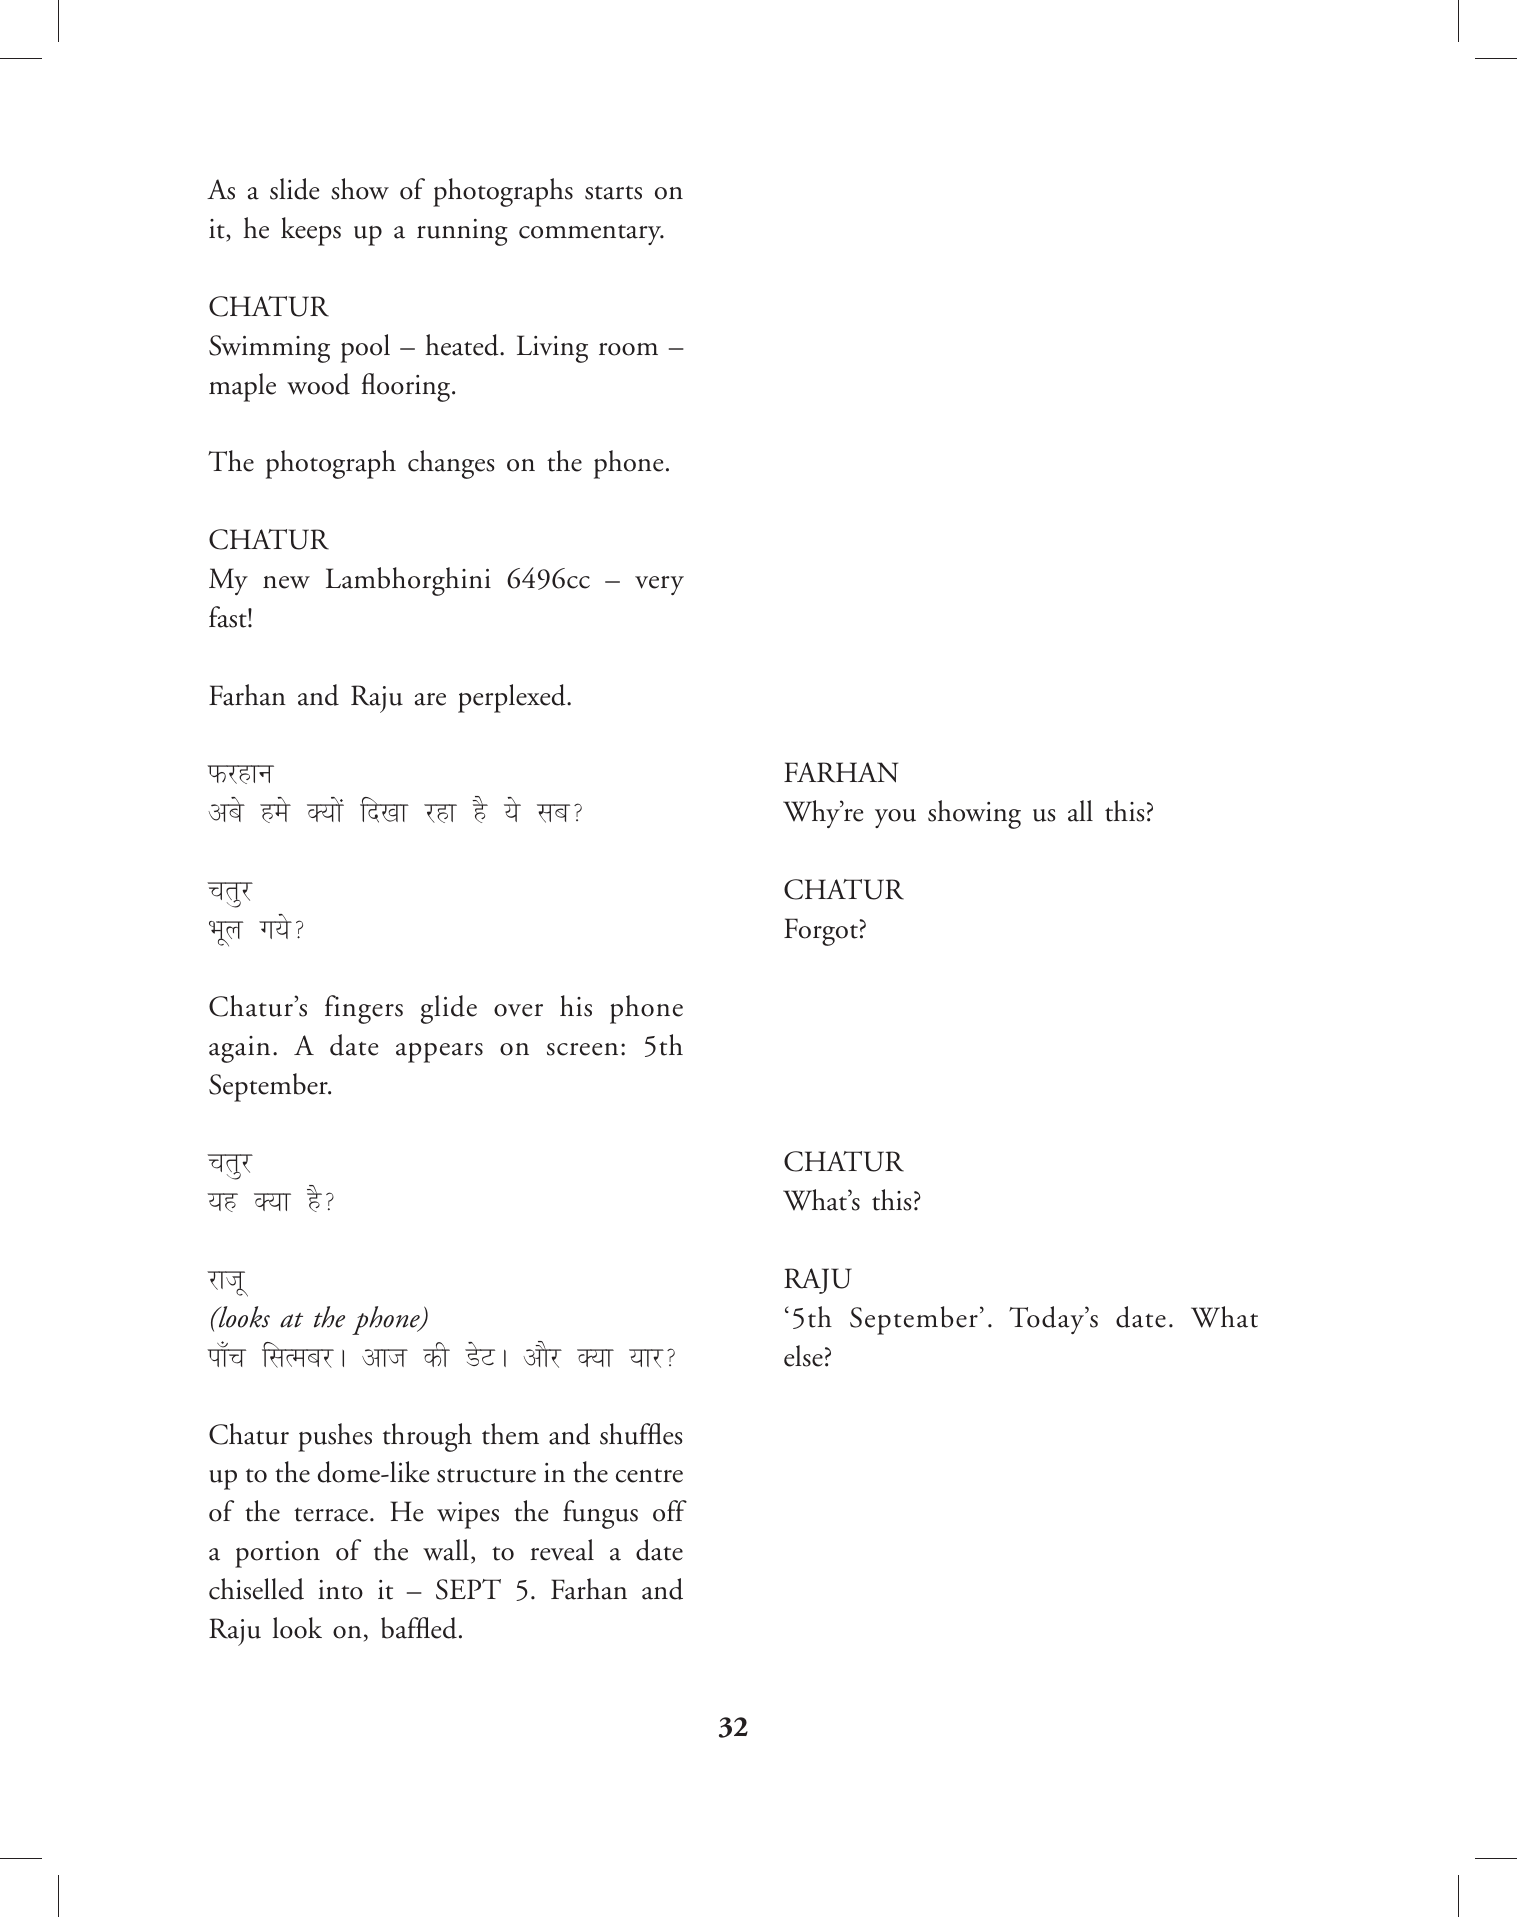 As a slide show of photographs starts on
it, he keeps up a running commentary.
CHATUR
Swimming pool – heated. Living room –
maple wood flooring.
The photograph changes on the phone.
CHATUR
My new Lambhorghini 6496cc – very
fast!
Farhan and Raju are perplexed.
फरहान
अबे हमे क्यों दिखा रहा है ये सब?
FARHAN
Why’re you showing us all this?
चतुर
भूल गये?
CHATUR
Forgot?
Chatur’s fingers glide over his phone
again. A date appears on screen: 5th
September.
चतुर
यह क्या है?
CHATUR
What’s this?
राजू
(looks at the phone)
पाँच सित्मबर। आज की डेट। और क्या यार?
RAJU
‘5th September’. Today’s date. What
else?
Chatur pushes through them and shuffles
up to the dome-like structure in the centre
of the terrace. He wipes the fungus off
a portion of the wall, to reveal a date
chiselled into it – SEPT 5. Farhan and
Raju look on, baffled.
32